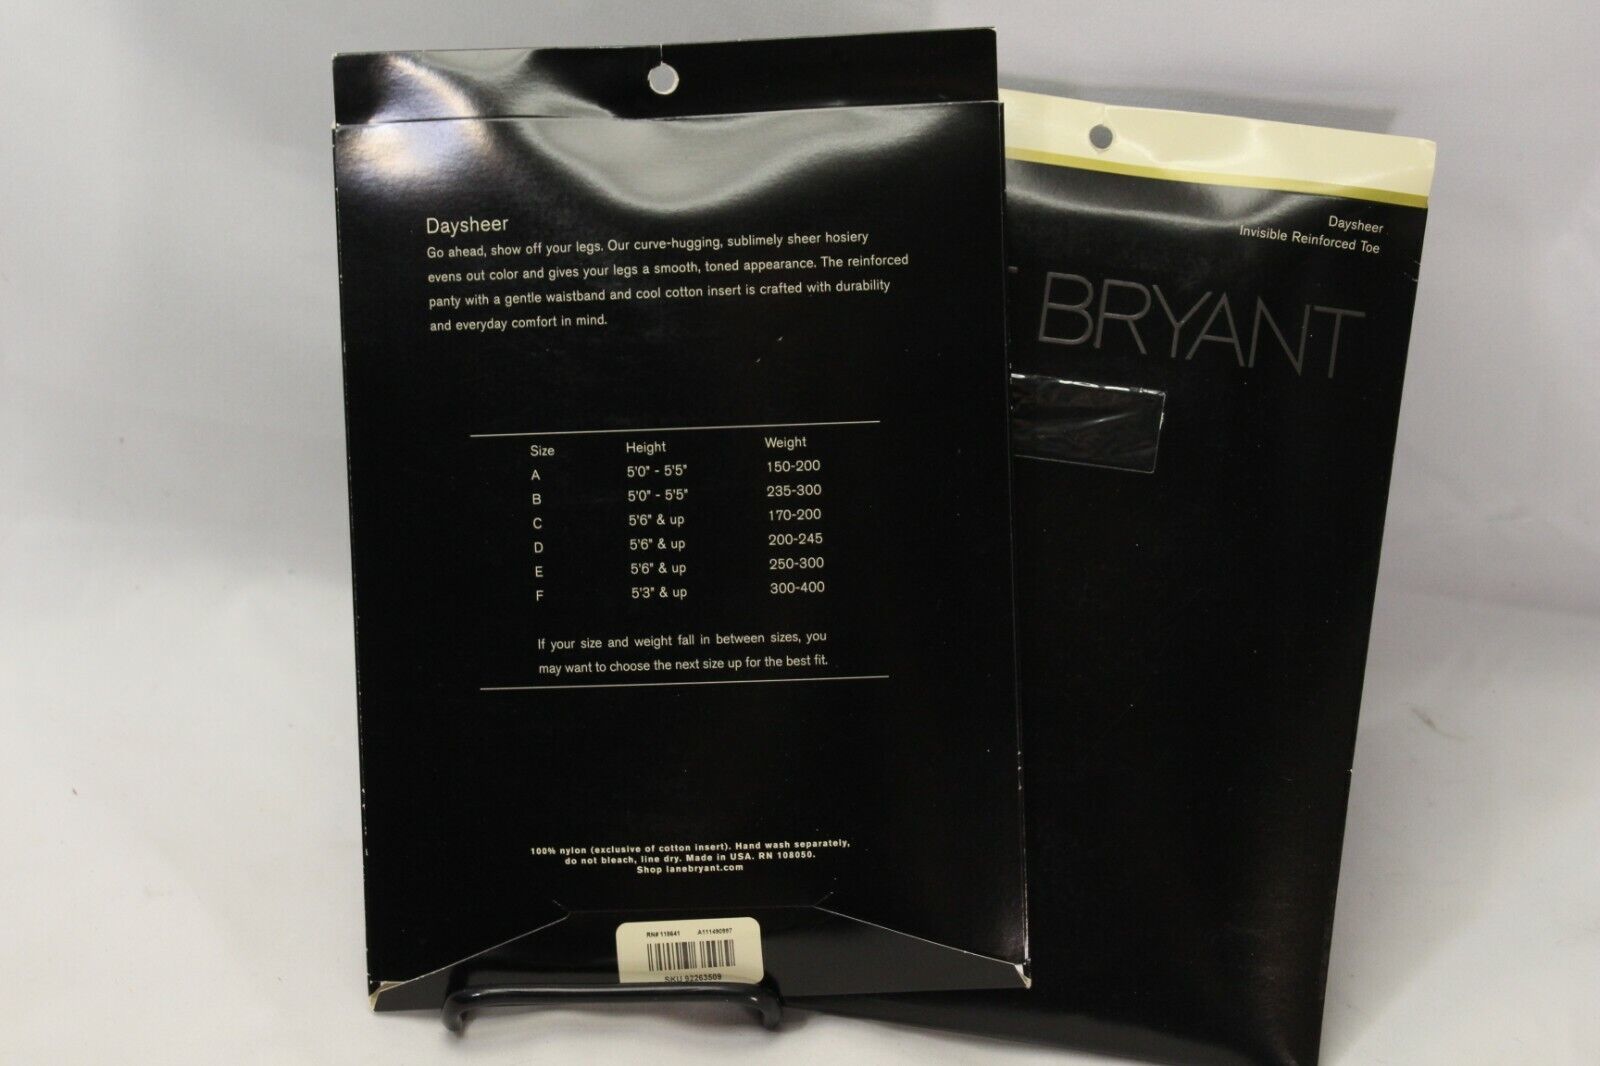 Daysheer
Go ahead, show off your legs. Our curve-hugging, sublimely sheer hosiery
evens out color and gives your legs a smooth, toned appearance. The reinforced
panty with a gentle waistband and cool cotton insert is crafted with durability
and everyday comfort in mind.
Size Height Weight
A 5'0" - 5'5" 150-200
B 5'0" - 5'5" 235-300
C 5'6" & up 170-200
D 5'6" & up 200-245
E 5'6" & up 250-300
F 5'3" & up 300-400
If your size and weight fall in between sizes, you
may want to choose the next size up for the best fit.
100% nylon (exclusive of cotton insert). Hand wash separately,
do not bleach, line dry. Made in USA. RN 108050.
Shop lanebryant.com
RN# 118641 A111490997
SKU 92263509
Daysheer
Invisible Reinforced Toe
BRYANT